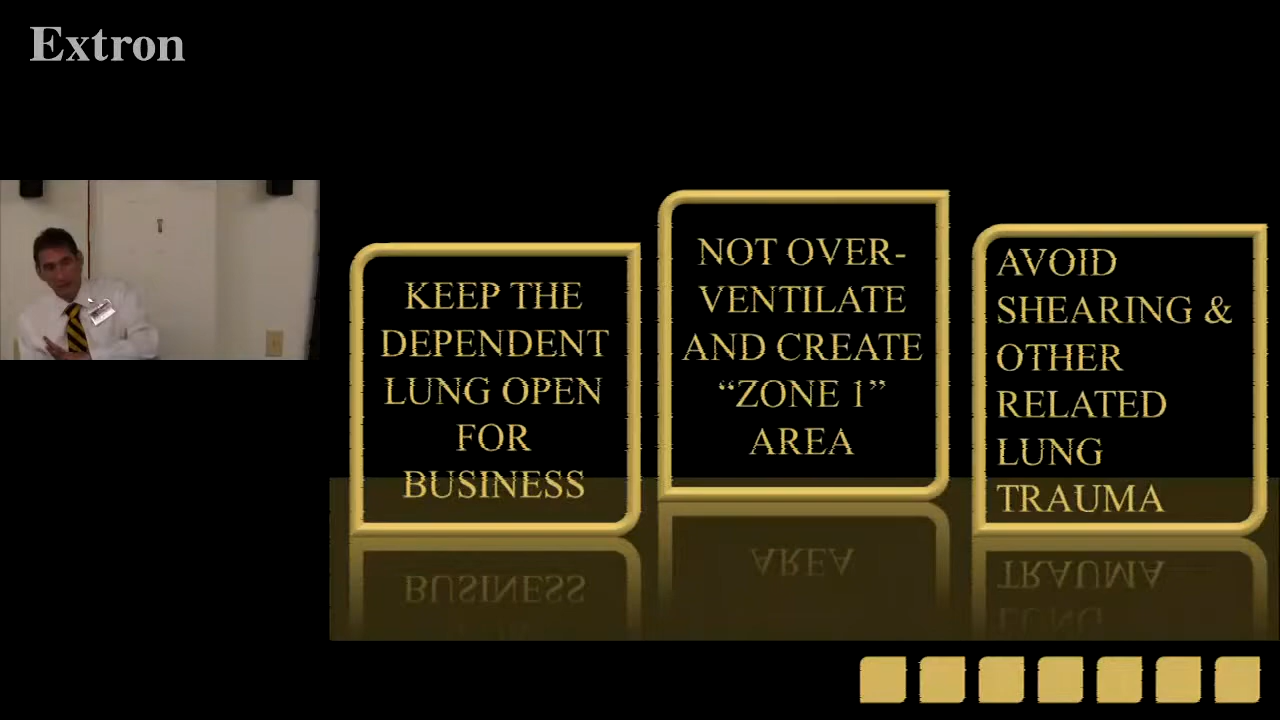 Extron
KEEP THE
DEPENDENT
LUNG OPEN
FOR
BUSINESS
NOT OVER-
VENTILATE
AND CREATE
“ZONE 1”
AREA
AVOID
SHEARING &
OTHER
RELATED
LUNG
TRAUMA